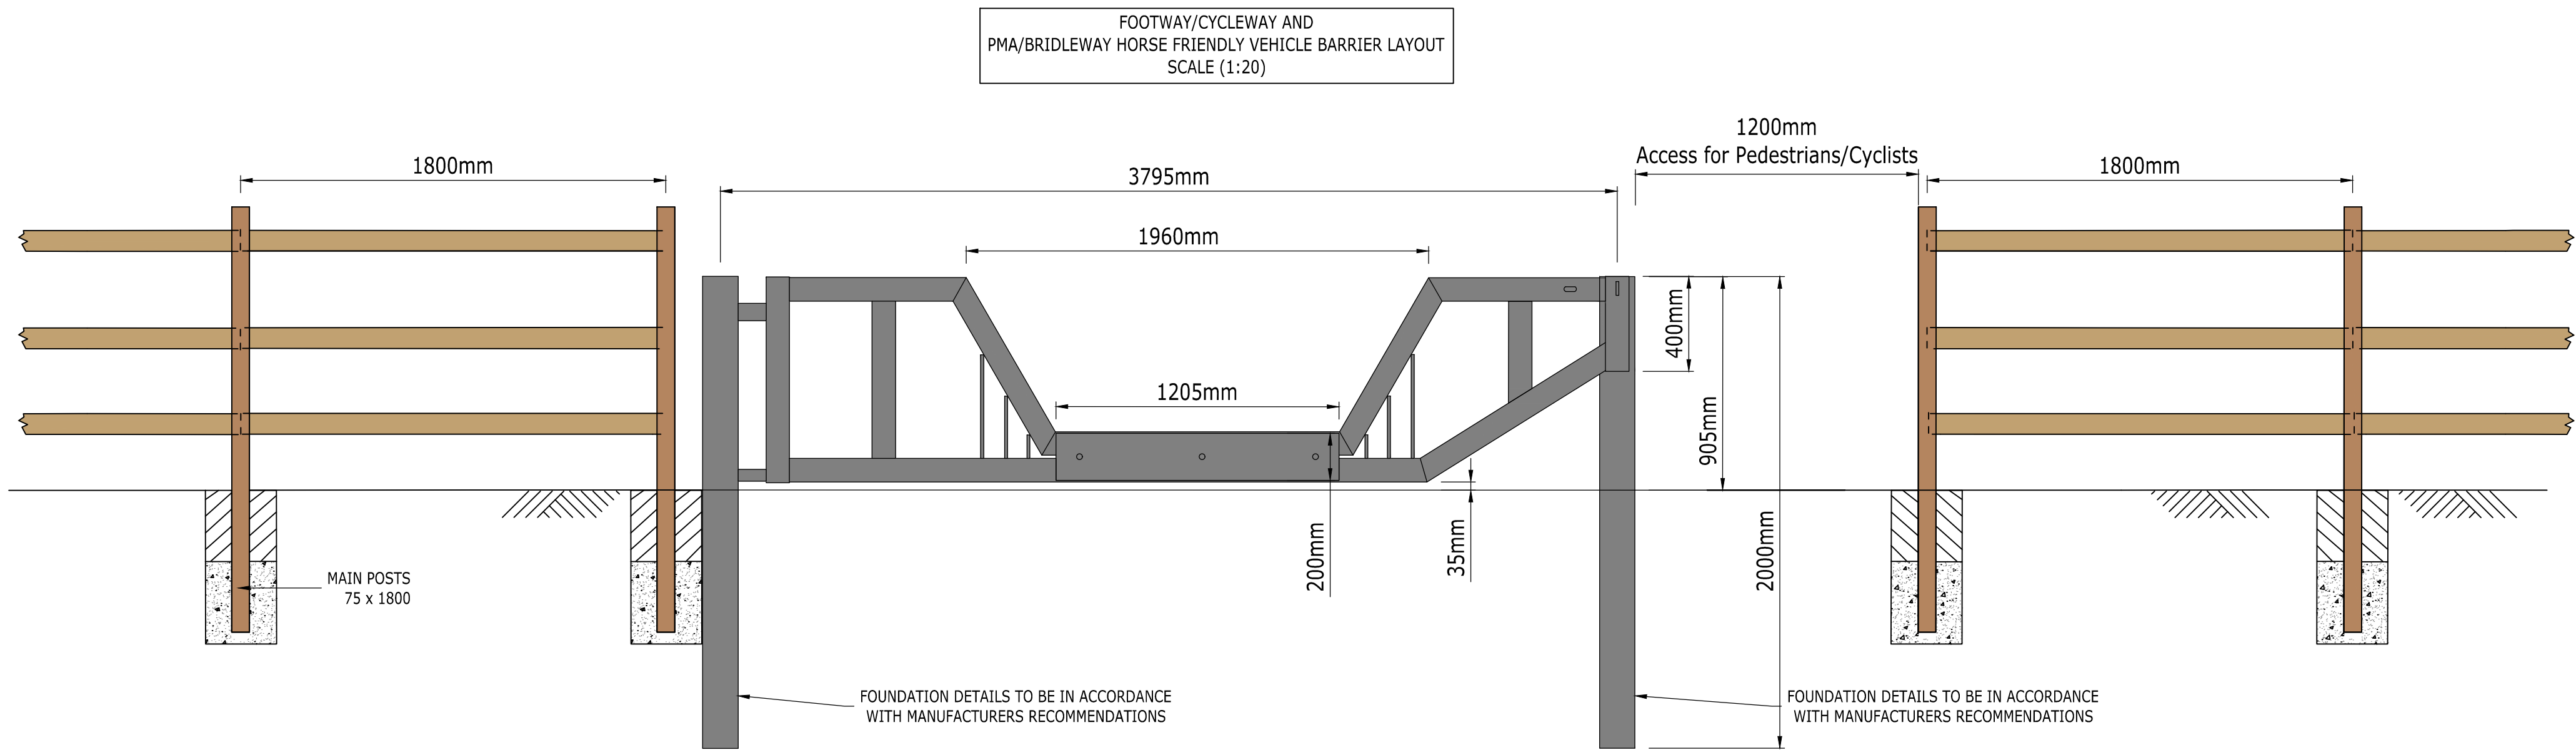 FOOTWAY/CYCLEWAY AND
PMA/BRIDLEWAY HORSE FRIENDLY VEHICLE BARRIER LAYOUT
SCALE (1:20)
1200mm
Access for Pedestrians/Cyclists
1800mm
3795mm
1800mm
1960mm
400mm
1205mm
905mm
200mm
35mm
2000mm
MAIN POSTS
75 x 1800
FOUNDATION DETAILS TO BE IN ACCORDANCE
WITH MANUFACTURERS RECOMMENDATIONS
FOUNDATION DETAILS TO BE IN ACCORDANCE
WITH MANUFACTURERS RECOMMENDATIONS